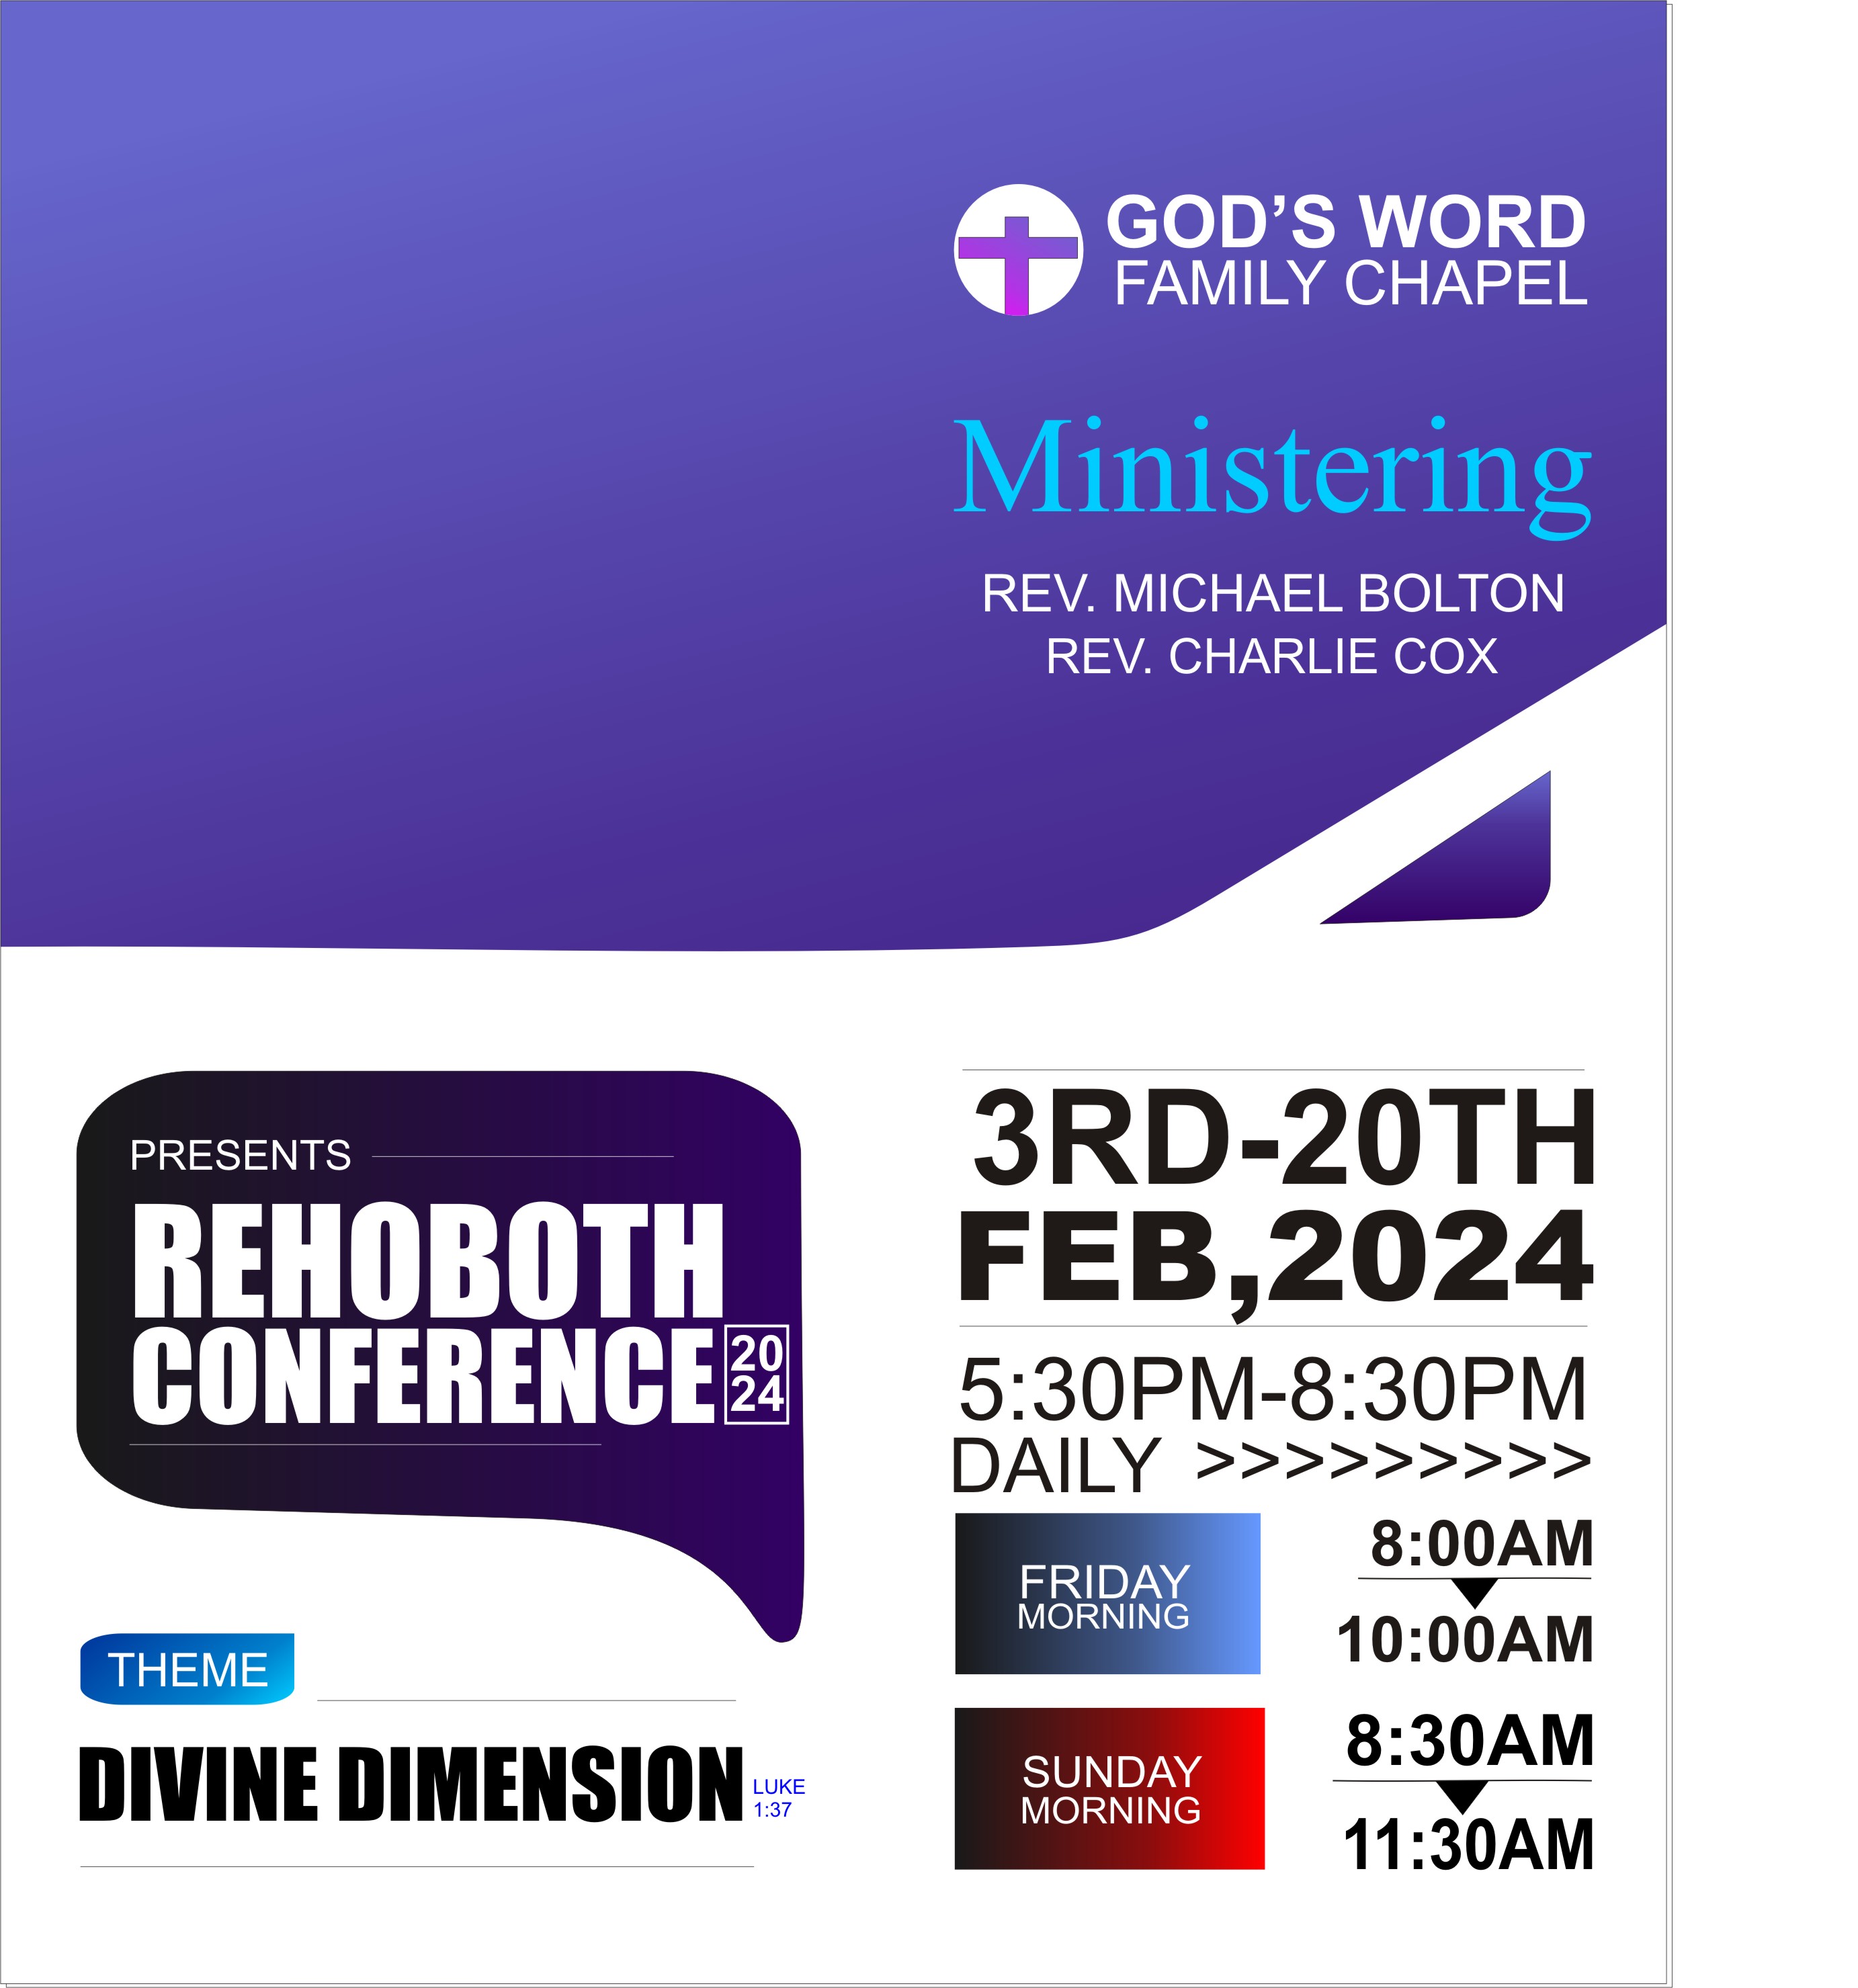 GOD’S WORD
FAMILY CHAPEL
Ministering
REV. MICHAEL BOLTON
REV. CHARLIE COX
PRESENTS
REHOBOTH
CONFERENCE
20
24
THEME
DIVINE DIMENSION
LUKE
1:37
3RD-20TH
FEB,2024
5:30PM-8:30PM
DAILY >>>>>>>>>
FRIDAY
MORNING
8:00AM
10:00AM
SUNDAY
MORNING
8:30AM
11:30AM